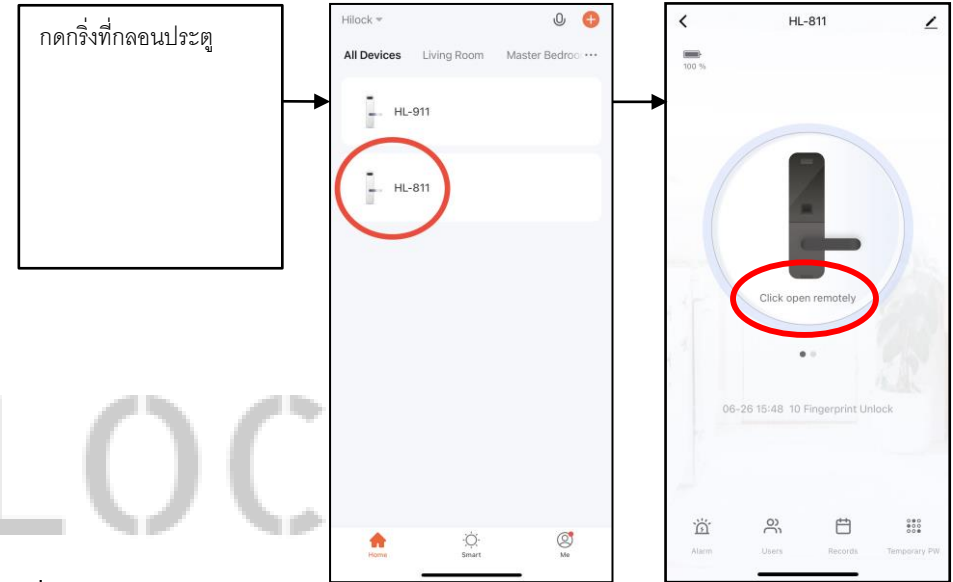 กดกริ่งที่กลอนประตู
Hilock
All Devices Living Room Master Bedroo ...
HL-911
HL-811
Home Smart Me
HL-811
100 %
Click open remotely
06-26 15:48 10 Fingerprint Unlock
Alarm Users Records Temporary PW
LOC